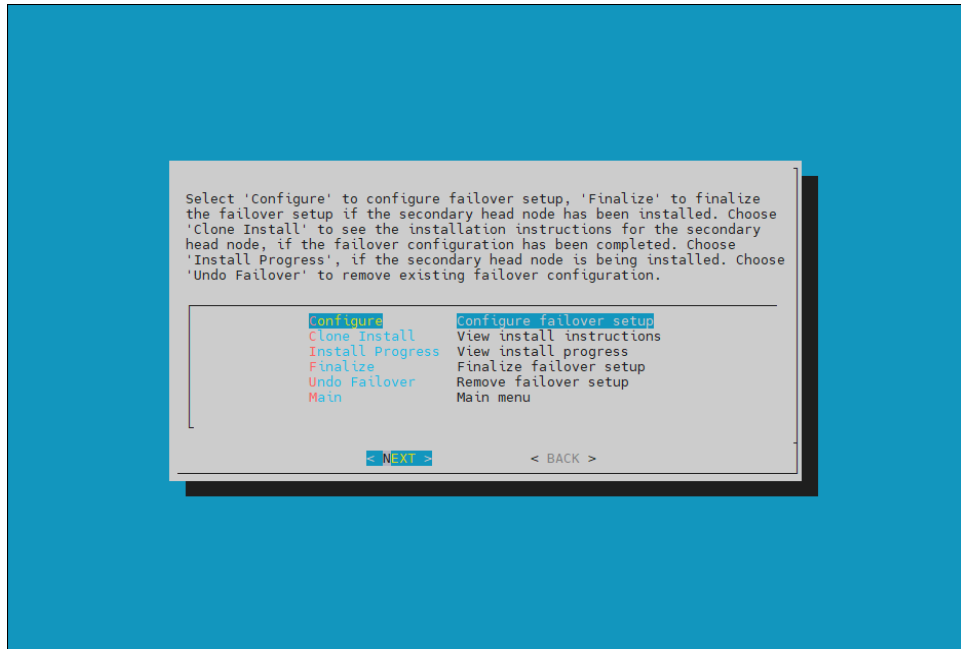 Select 'Configure' to configure failover setup, 'Finalize' to finalize
the failover setup if the secondary head node has been installed. Choose
'Clone Install' to see the installation instructions for the secondary
head node, if the failover configuration has been completed. Choose
'Install Progress', if the secondary head node is being installed. Choose
'Undo Failover' to remove existing failover configuration.
Configure Configure failover setup
Clone Install View install instructions
Install Progress View install progress
Finalize Finalize failover setup
Undo Failover Remove failover setup
Main Main menu
< NEXT > < BACK >